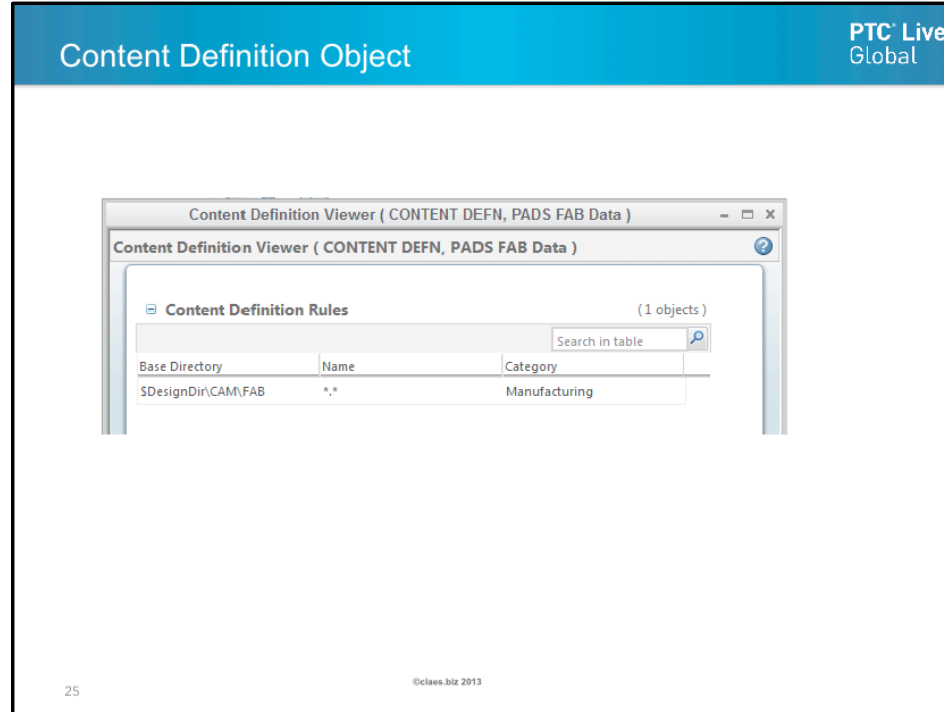 Content Definition Object
PTC® Live
Global
Content Definition Viewer ( CONTENT DEFN, PADS FAB Data )
Content Definition Viewer ( CONTENT DEFN, PADS FAB Data )
Content Definition Rules (1 objects)
Search in table
Base Directory Name Category
$DesignDir\CAM\FAB *.* Manufacturing
25 ©claes.biz 2013